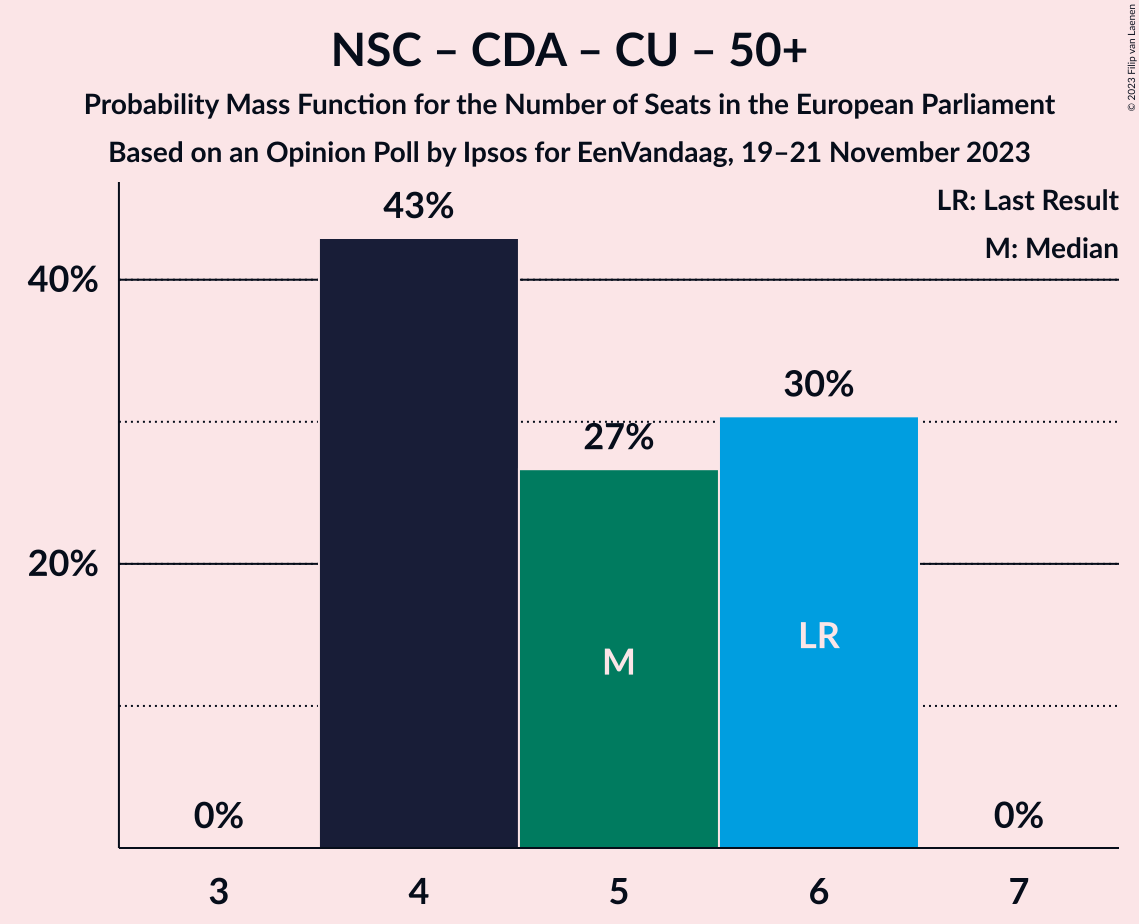 NSC – CDA – CU – 50+
Probability Mass Function for the Number of Seats in the European Parliament
Based on an Opinion Poll by Ipsos for EenVandaag, 19–21 November 2023
© 2023 Filip van Laenen
LR: Last Result
M: Median
43%
40%
30%
27%
20%
LR
M
0%
0%
3
4
5
6
7